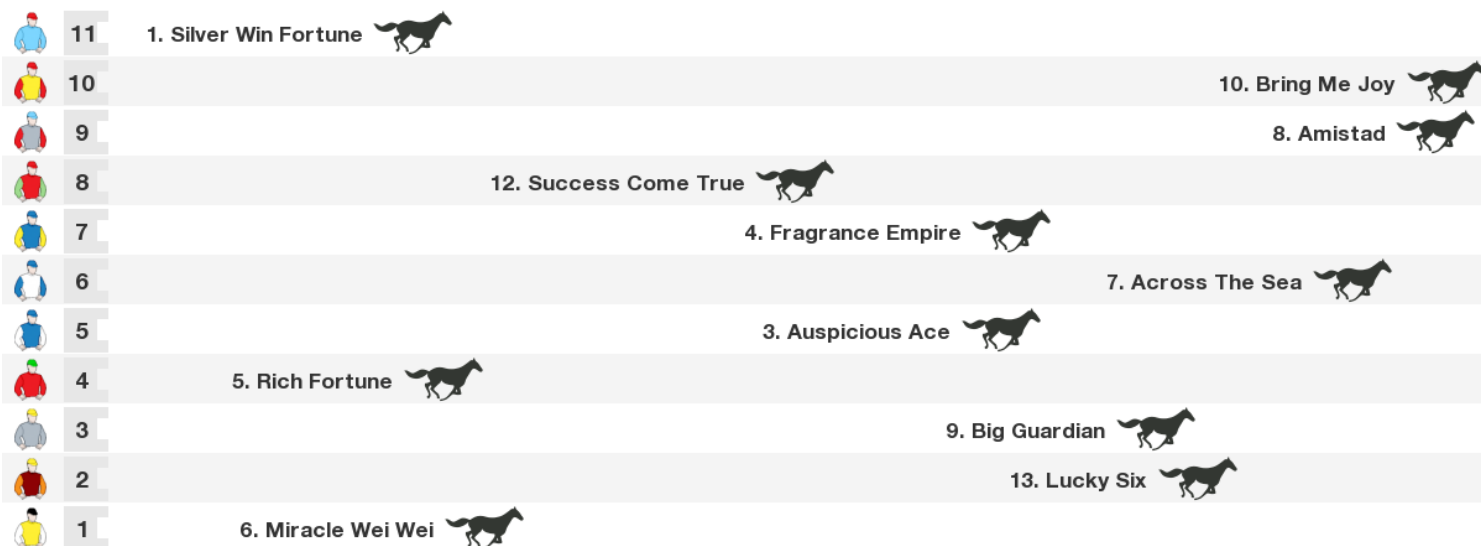 11 1. Silver Win Fortune
10 10. Bring Me Joy
9 8. Amistad
8 12. Success Come True
7 4. Fragrance Empire
6 7. Across The Sea
5 3. Auspicious Ace
4 5. Rich Fortune
3 9. Big Guardian
2 13. Lucky Six
1 6. Miracle Wei Wei